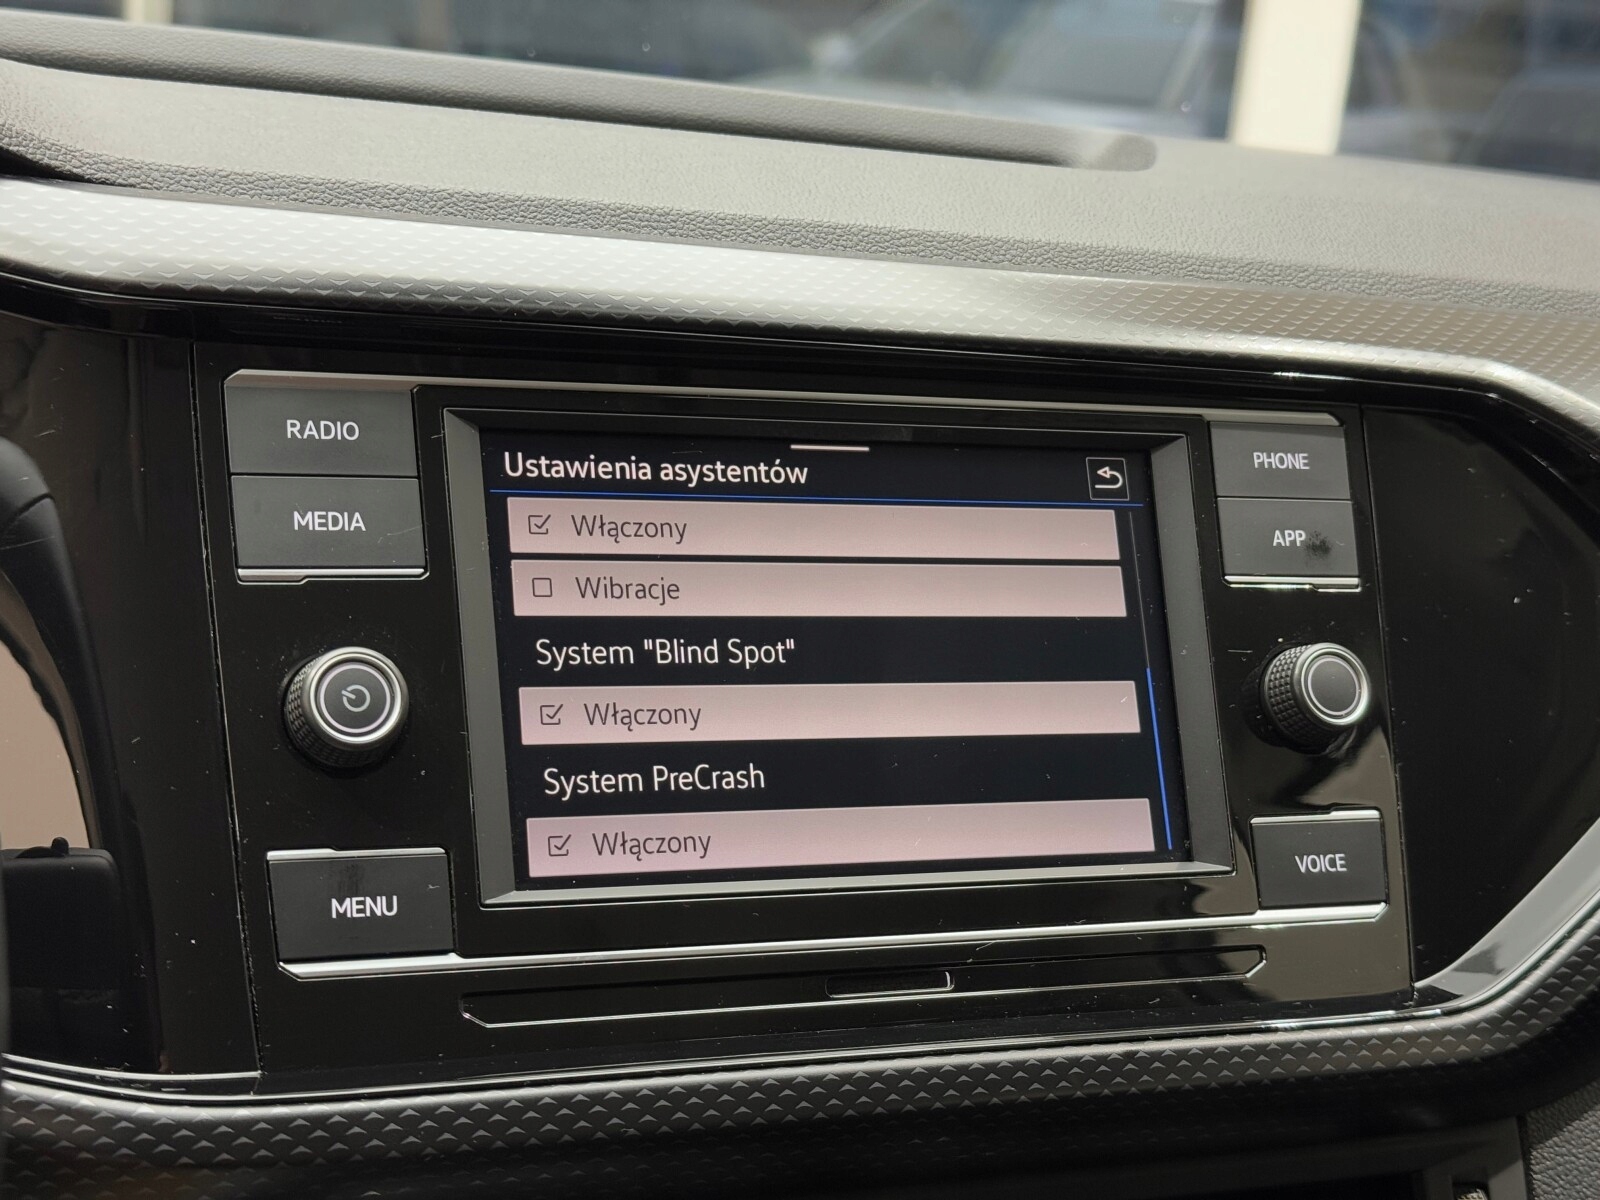 RADIO
MEDIA
MENU
Ustawienia asystentów
Włączony
Wibracje
System "Blind Spot"
Włączony
System PreCrash
Włączony
PHONE
APP
VOICE